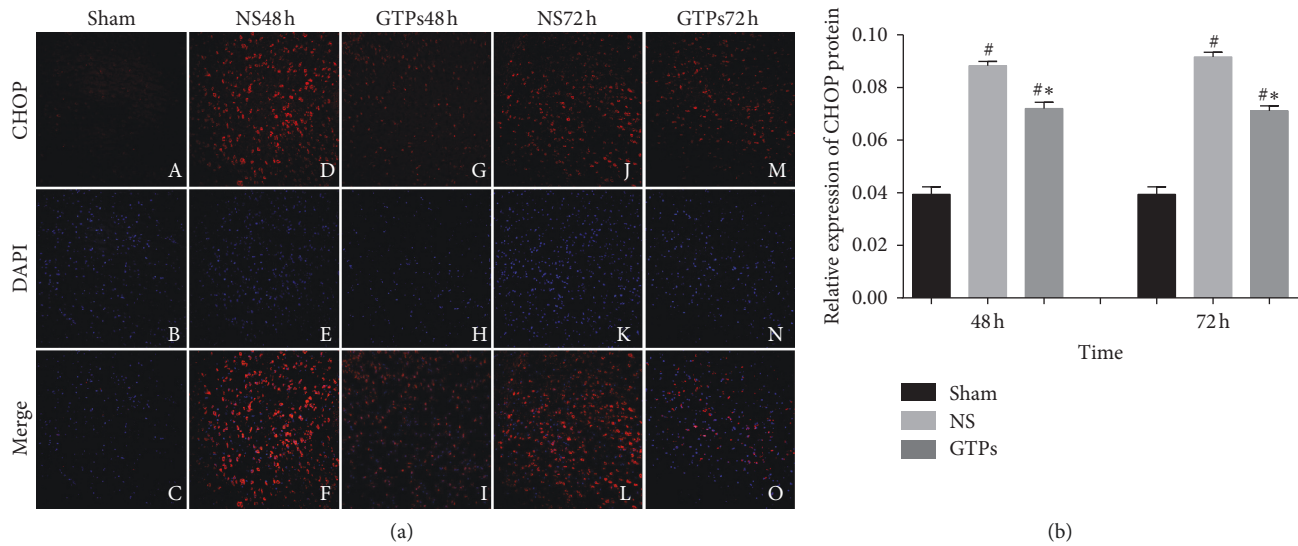 Sham NS48 h GTPs48 h NS72 h GTPs72 h
CHOP
A D G J M
DAPI
B E H K N
Merge
C F I L O
(a)
Relative expression of CHOP protein
0.10
0.08
0.06
0.04
0.02
0.00
# #
#* #*
48 h 72 h
Time
Sham
NS
GTPs
(b)